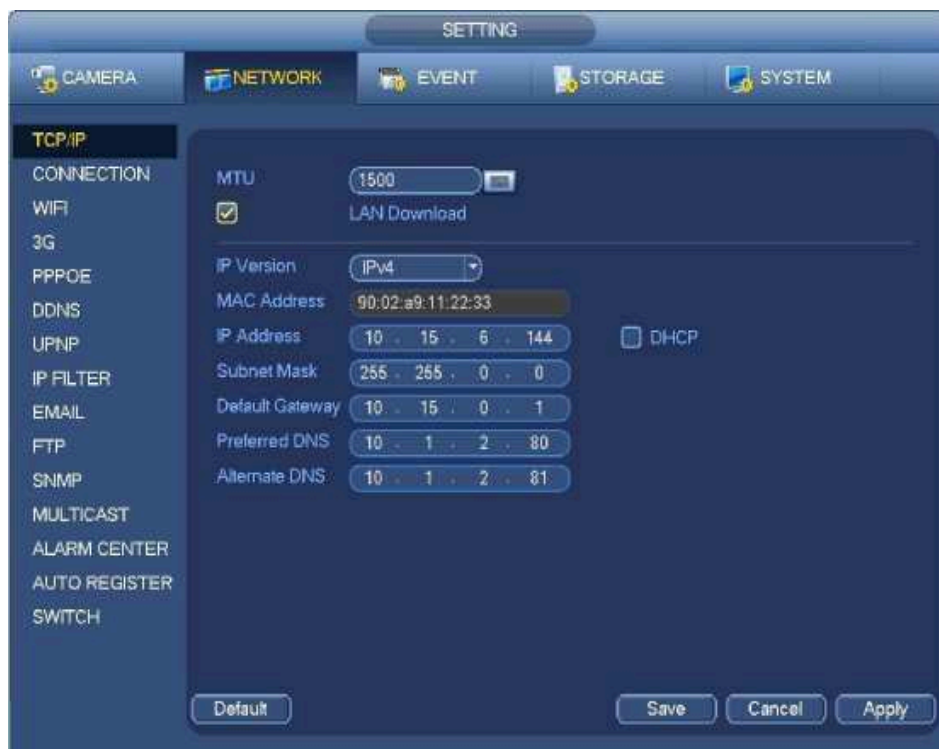 SETTING
CAMERA NETWORK EVENT STORAGE SYSTEM
TCP/IP
CONNECTION
WIFI
3G
PPPOE
DDNS
UPNP
IP FILTER
EMAIL
FTP
SNMP
MULTICAST
ALARM CENTER
AUTO REGISTER
SWITCH
MTU 1500
LAN Download
IP Version IPv4
MAC Address 90:02:a9:11:22:33
IP Address 10 . 15 . 6 . 144 DHCP
Subnet Mask 255 . 255 . 0 . 0
Default Gateway 10 . 15 . 0 . 1
Preferred DNS 10 . 1 . 2 . 80
Alternate DNS 10 . 1 . 2 . 81
Default Save Cancel Apply